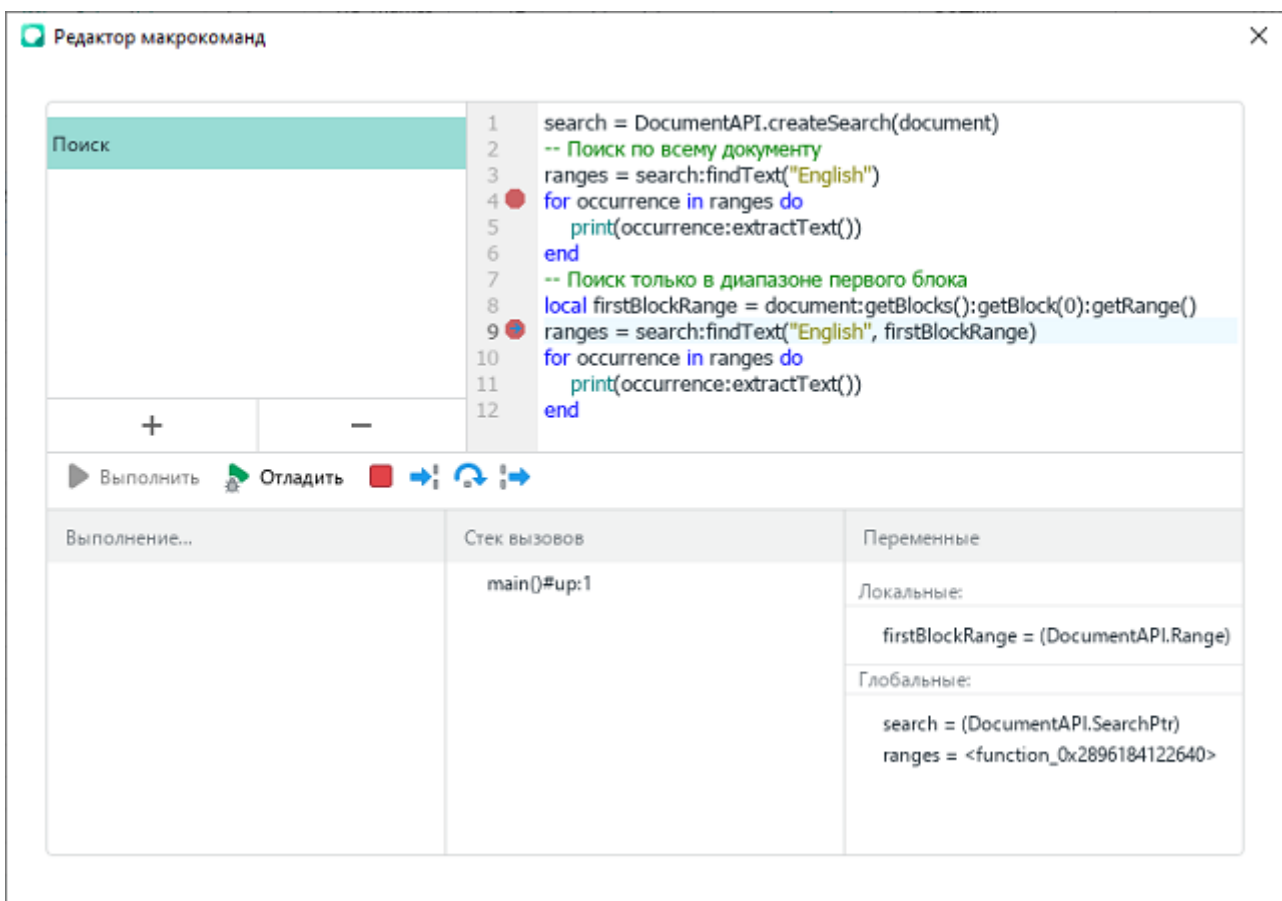 Редактор макрокоманд
Поиск
1 search = DocumentAPI.createSearch(document)
2 -- Поиск по всему документу
3 ranges = search:findText("English")
4 for occurrence in ranges do
5 print(occurrence:extractText())
6 end
7 -- Поиск только в диапазоне первого блока
8 local firstBlockRange = document:getBlocks():getBlock(0):getRange()
9 ranges = search:findText("English", firstBlockRange)
10 for occurrence in ranges do
11 print(occurrence:extractText())
12 end
+ −
Выполнить Отладить
Выполнение... Стек вызовов Переменные
main()#up:1
Локальные:
firstBlockRange = (DocumentAPI.Range)
Глобальные:
search = (DocumentAPI.SearchPtr)
ranges = <function_0x2896184122640>